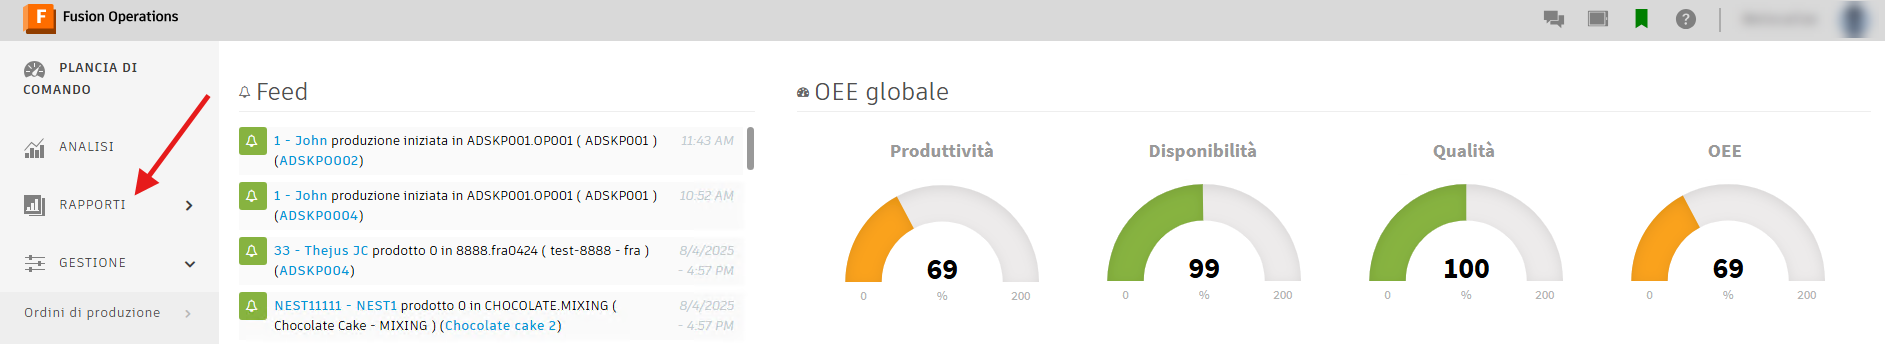 F Fusion Operations
PLANCIA DI
COMANDO
ANALISI
RAPPORTI
GESTIONE
Ordini di produzione
Feed
1 - John produzione iniziata in ADSKP001.OP001 ( ADSKP001 )
(ADSKP0002)
11:43 AM
1 - John produzione iniziata in ADSKP001.OP001 ( ADSKP001 )
(ADSKP0004)
10:52 AM
33 - Thejus JC prodotto 0 in 8888.fra0424 ( test-8888 - fra )
(ADSKP004)
8/4/2025
- 4:57 PM
NEST11111 - NEST1 prodotto 0 in CHOCOLATE.MIXING (
Chocolate Cake - MIXING ) (Chocolate cake 2)
8/4/2025
- 4:57 PM
OEE globale
Produttività
69
0 % 200
Disponibilità
99
0 % 200
Qualità
100
0 % 200
OEE
69
0 % 200